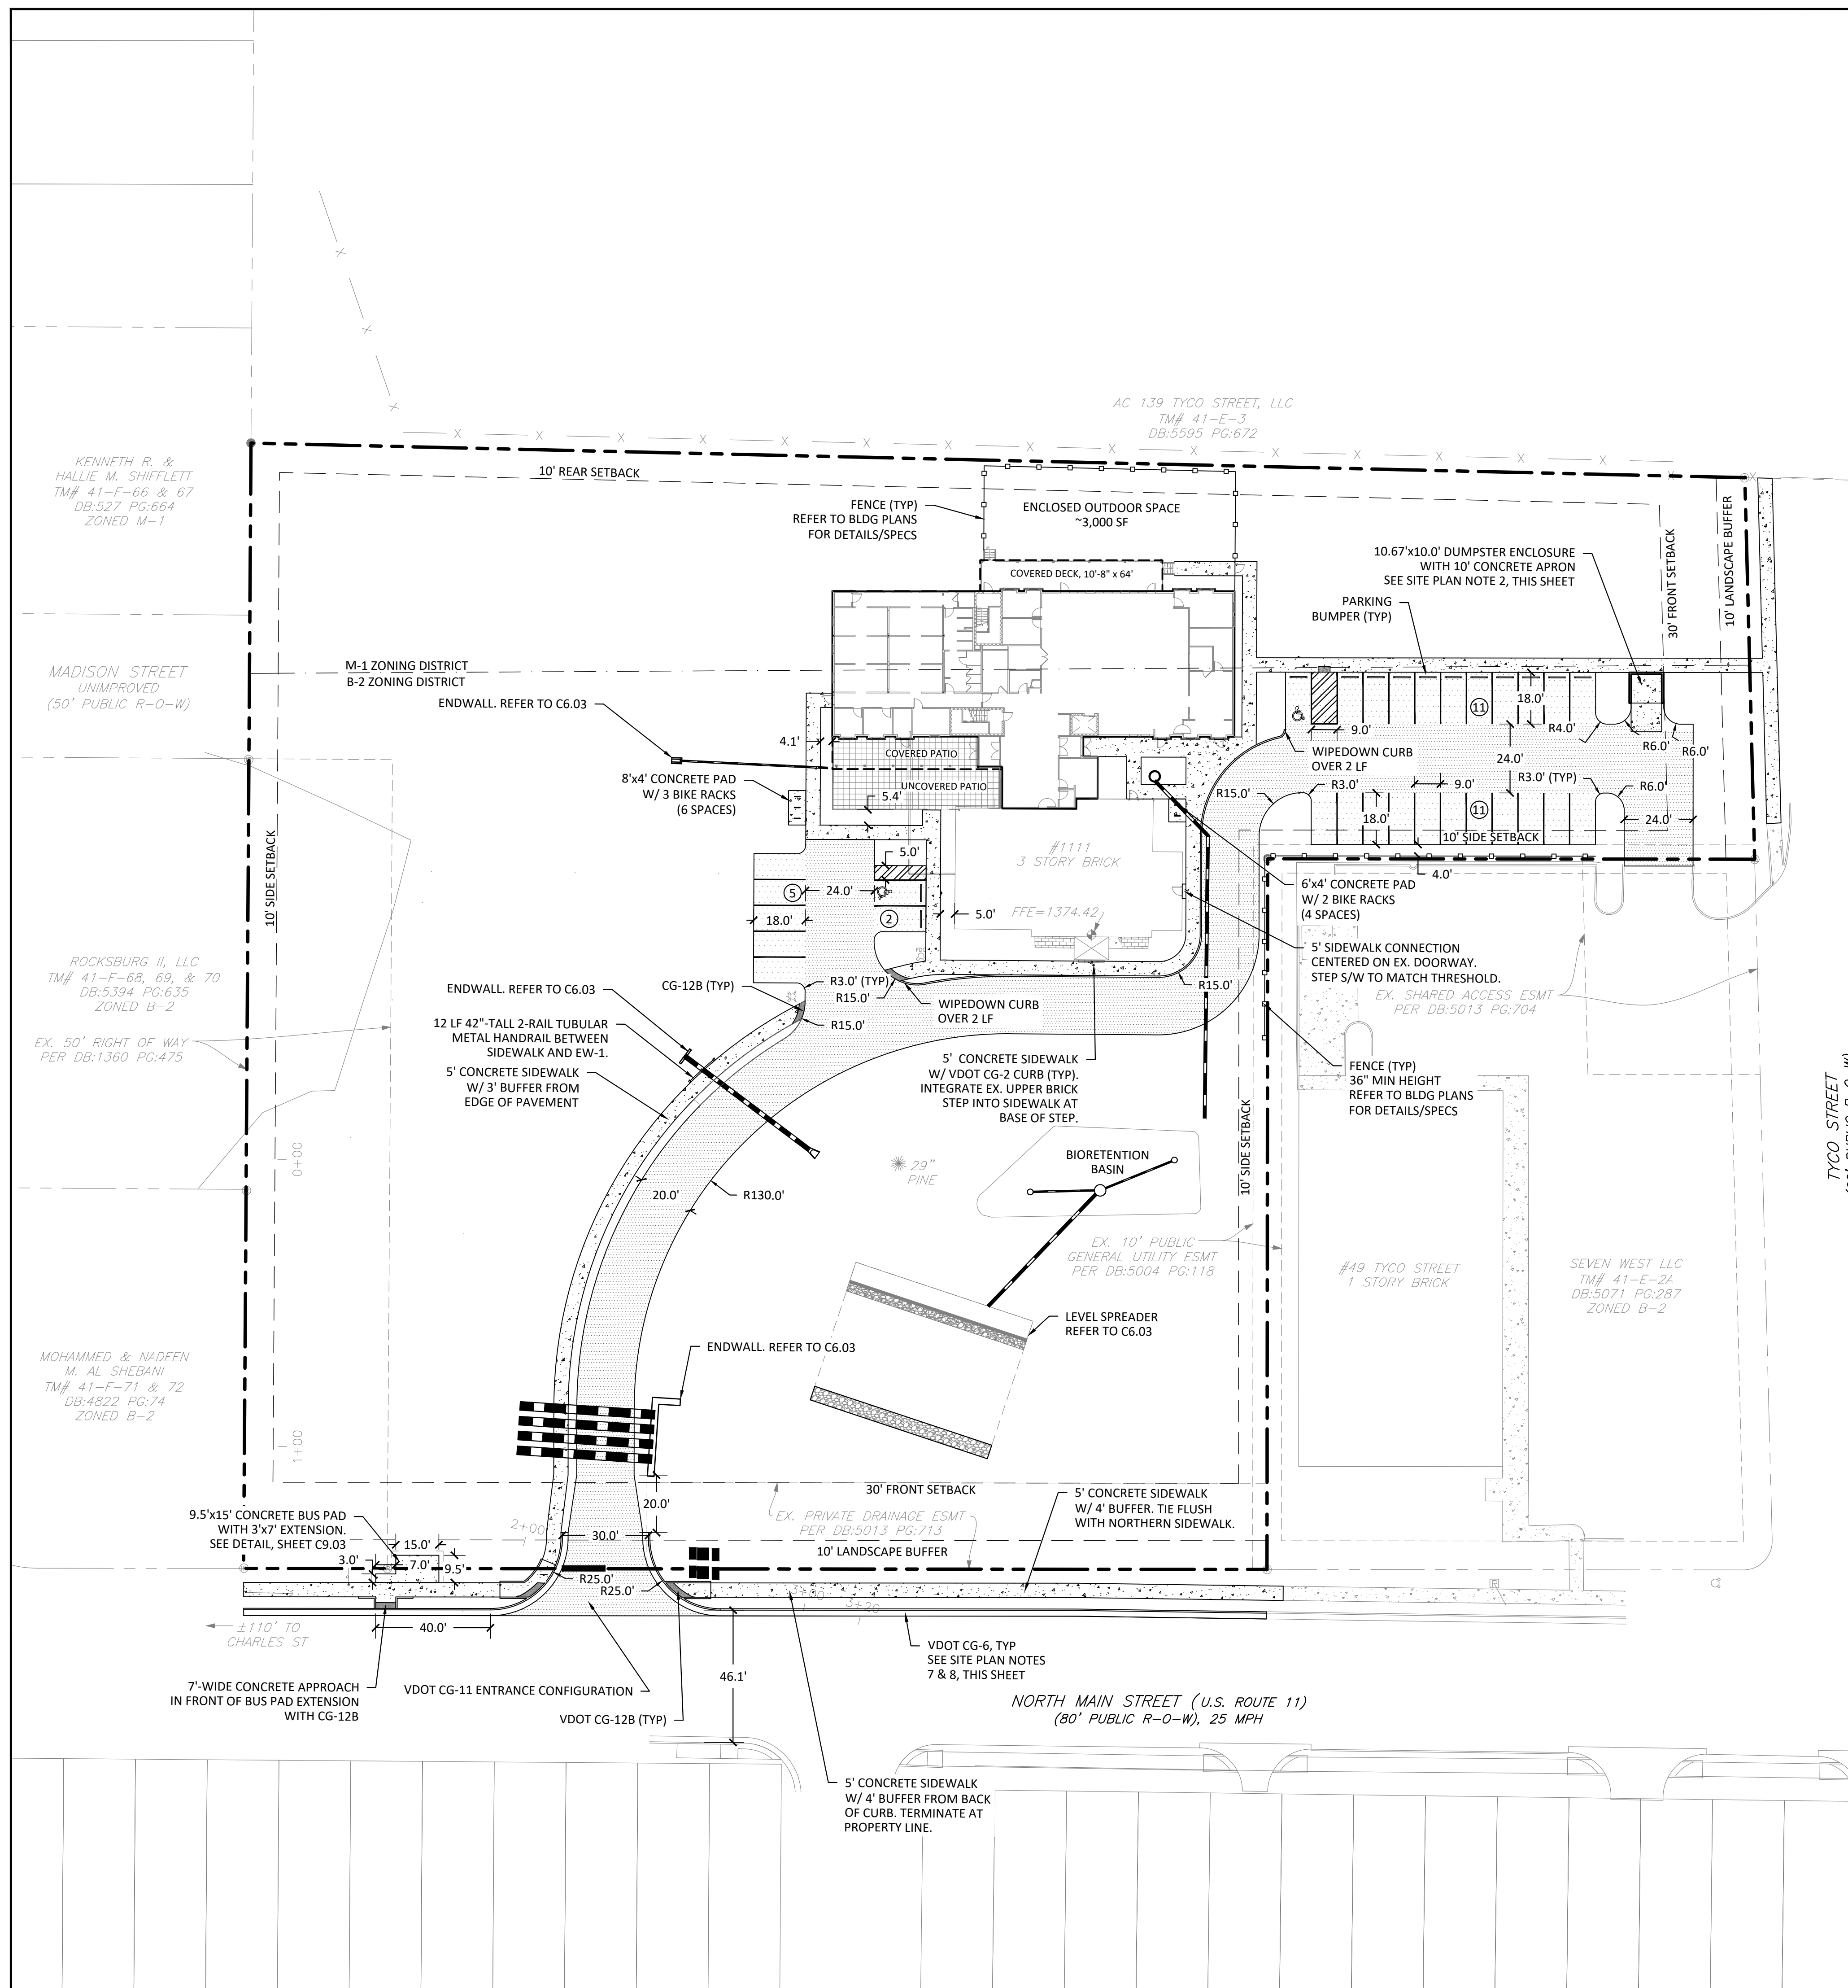 AC 139 TYCO STREET, LLC
TM# 41-E-3
DB:5595 PG:672
KENNETH R. &
HALLIE M. SHIFFLETT
TM# 41-F-66 & 67
DB:527 PG:664
ZONED M-1
10' REAR SETBACK
FENCE (TYP)
REFER TO BLDG PLANS
FOR DETAILS/SPECS
ENCLOSED OUTDOOR SPACE
~3,000 SF
COVERED DECK, 10'-8" x 64'
10.67'x10.0' DUMPSTER ENCLOSURE
WITH 10' CONCRETE APRON
SEE SITE PLAN NOTE 2, THIS SHEET
30' FRONT SETBACK
10' LANDSCAPE BUFFER
PARKING
BUMPER (TYP)
MADISON STREET
UNIMPROVED
(50' PUBLIC R-O-W)
M-1 ZONING DISTRICT
B-2 ZONING DISTRICT
ENDWALL. REFER TO C6.03
4.1'
COVERED PATIO
UNCOVERED PATIO
5.4'
8'x4' CONCRETE PAD
W/ 3 BIKE RACKS
(6 SPACES)
11
18.0'
R4.0'
R6.0'
R6.0'
9.0'
WIPEDOWN CURB
OVER 2 LF
24.0'
R3.0' (TYP)
R15.0'
R3.0'
9.0'
R6.0'
18.0'
11
24.0'
10' SIDE SETBACK
4.0'
10' SIDE SETBACK
#1111
3 STORY BRICK
FFE=1374.42
5.0'
5
24.0'
18.0'
2
5.0'
FDC
6'x4' CONCRETE PAD
W/ 2 BIKE RACKS
(4 SPACES)
5' SIDEWALK CONNECTION
CENTERED ON EX. DOORWAY.
STEP S/W TO MATCH THRESHOLD.
EX. SHARED ACCESS ESMT
PER DB:5013 PG:704
ROCKSBURG II, LLC
TM# 41-F-68, 69, & 70
DB:5394 PG:635
ZONED B-2
EX. 50' RIGHT OF WAY
PER DB:1360 PG:475
ENDWALL. REFER TO C6.03
CG-12B (TYP)
R3.0' (TYP)
R15.0'
R15.0'
WIPEDOWN CURB
OVER 2 LF
R15.0'
12 LF 42"-TALL 2-RAIL TUBULAR
METAL HANDRAIL BETWEEN
SIDEWALK AND EW-1.
5' CONCRETE SIDEWALK
W/ 3' BUFFER FROM
EDGE OF PAVEMENT
5' CONCRETE SIDEWALK
W/ VDOT CG-2 CURB (TYP).
INTEGRATE EX. UPPER BRICK
STEP INTO SIDEWALK AT
BASE OF STEP.
FENCE (TYP)
36" MIN HEIGHT
REFER TO BLDG PLANS
FOR DETAILS/SPECS
TYCO STREET
0+00
29"
PINE
BIORETENTION
BASIN
10' SIDE SETBACK
20.0'
R130.0'
EX. 10' PUBLIC
GENERAL UTILITY ESMT
PER DB:5004 PG:118
#49 TYCO STREET
1 STORY BRICK
SEVEN WEST LLC
TM# 41-E-2A
DB:5071 PG:287
ZONED B-2
LEVEL SPREADER
REFER TO C6.03
ENDWALL. REFER TO C6.03
MOHAMMED & NADEEN
M. AL SHEBANI
TM# 41-F-71 & 72
DB:4822 PG:74
ZONED B-2
1+00
30' FRONT SETBACK
20.0'
5' CONCRETE SIDEWALK
W/ 4' BUFFER. TIE FLUSH
WITH NORTHERN SIDEWALK.
EX. PRIVATE DRAINAGE ESMT
PER DB:5013 PG:713
10' LANDSCAPE BUFFER
9.5'x15' CONCRETE BUS PAD
WITH 3'x7' EXTENSION.
SEE DETAIL, SHEET C9.03
2+00
30.0'
15.0'
3.0'
7.0'
9.5'
R25.0'
R25.0'
3+00
3+20
±110' TO
CHARLES ST
40.0'
VDOT CG-6, TYP
SEE SITE PLAN NOTES
7 & 8, THIS SHEET
46.1'
7'-WIDE CONCRETE APPROACH
IN FRONT OF BUS PAD EXTENSION
WITH CG-12B
VDOT CG-11 ENTRANCE CONFIGURATION
VDOT CG-12B (TYP)
NORTH MAIN STREET (U.S. ROUTE 11)
(80' PUBLIC R-O-W), 25 MPH
5' CONCRETE SIDEWALK
W/ 4' BUFFER FROM BACK
OF CURB. TERMINATE AT
PROPERTY LINE.